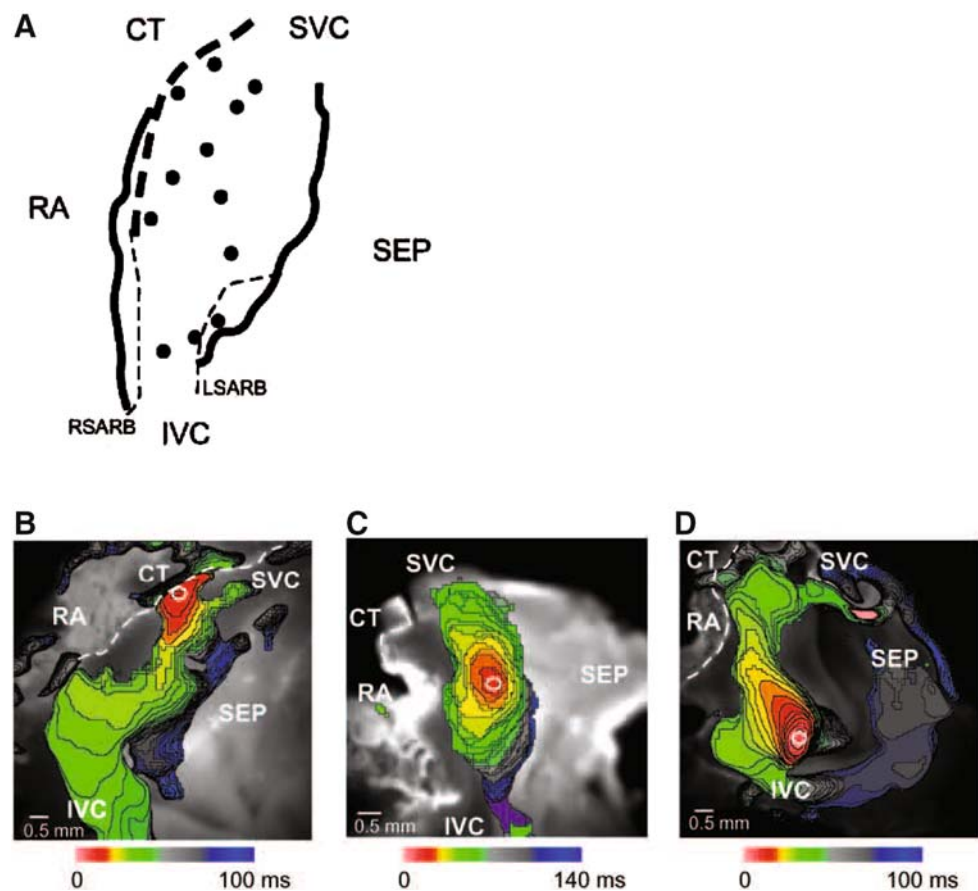 A
CT
SVC
RA
SEP
LSARB
RSARB
IVC
B
CT
SVC
RA
SEP
IVC
0.5 mm
0
100 ms
C
SVC
CT
RA
SEP
0.5 mm
IVC
0
140 ms
D
CT
SVC
RA
SEP
IVC
0.5 mm
0
100 ms